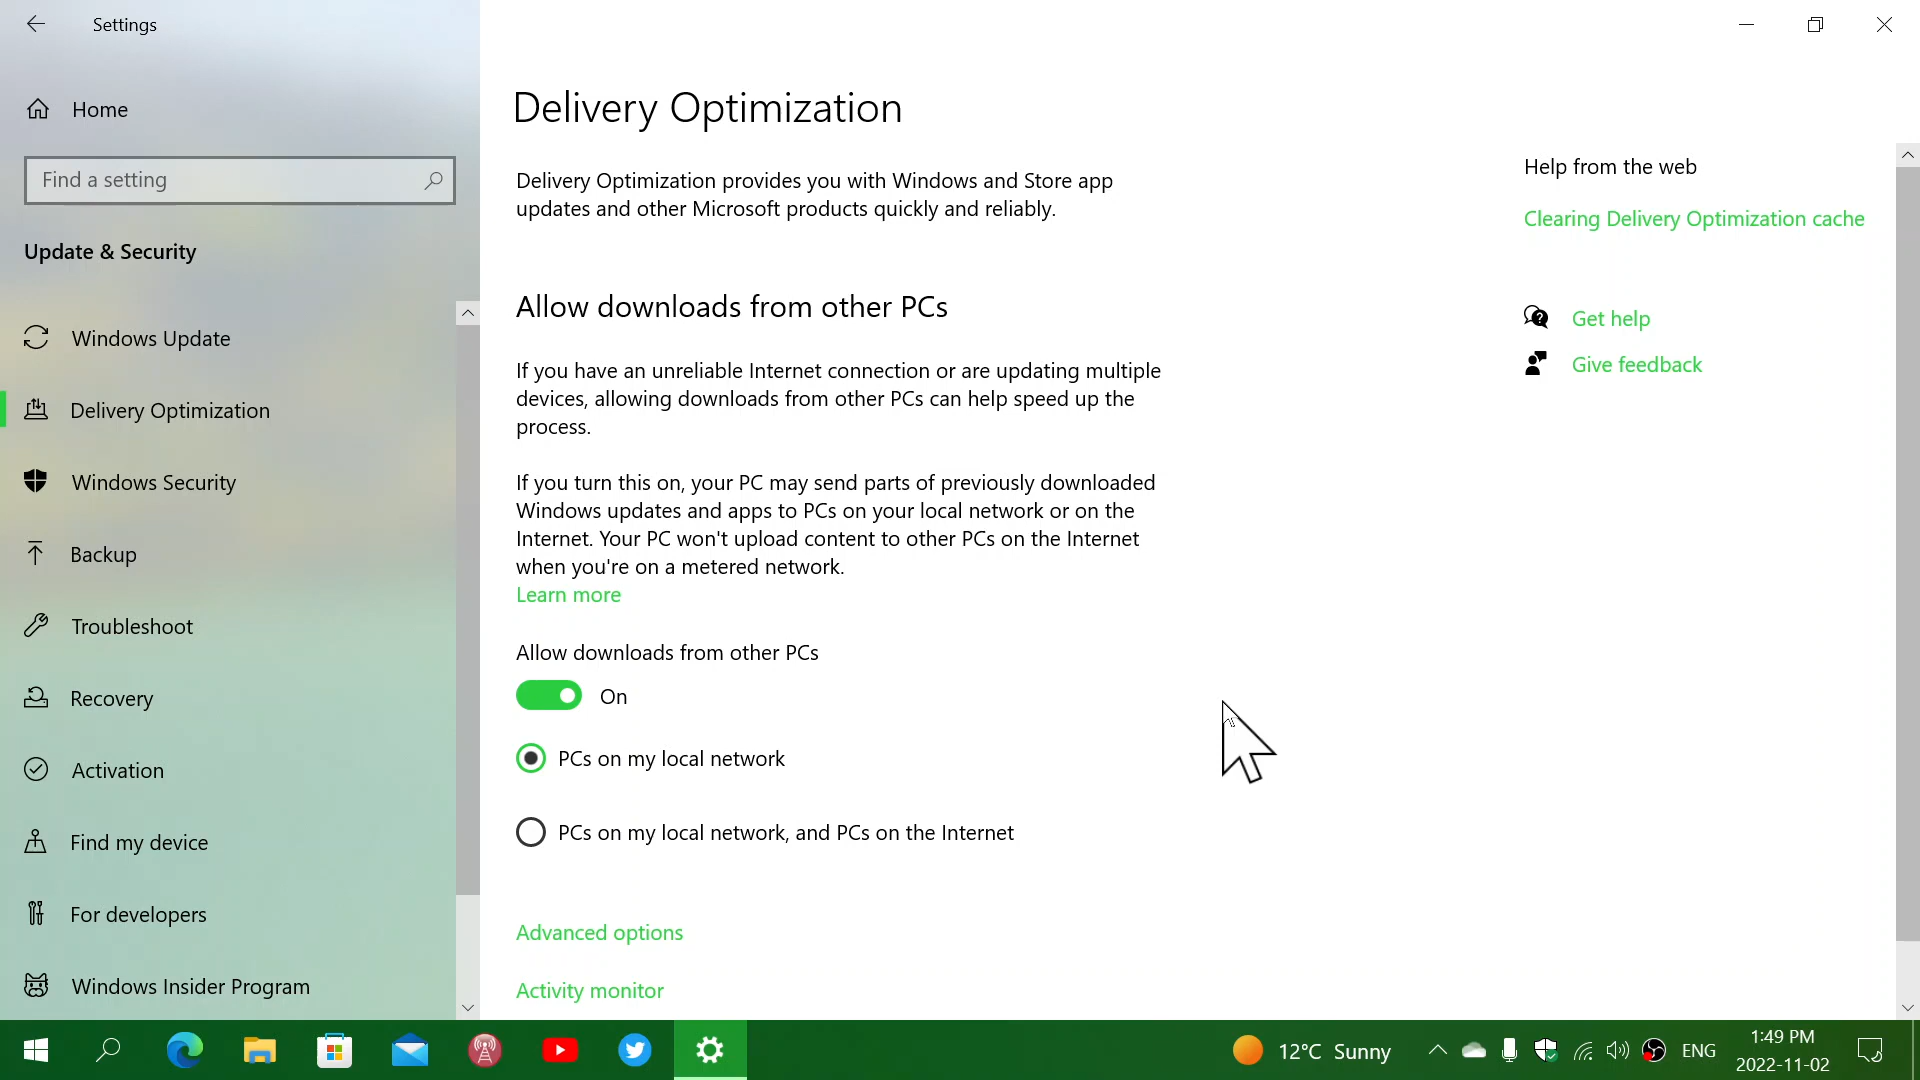 Settings
Home
Find a setting
Update & Security
Windows Update
Delivery Optimization
Windows Security
Backup
Troubleshoot
Recovery
Activation
Find my device
For developers
Windows Insider Program
Delivery Optimization
Delivery Optimization provides you with Windows and Store app
updates and other Microsoft products quickly and reliably.
Allow downloads from other PCs
If you have an unreliable Internet connection or are updating multiple
devices, allowing downloads from other PCs can help speed up the
process.
If you turn this on, your PC may send parts of previously downloaded
Windows updates and apps to PCs on your local network or on the
Internet. Your PC won't upload content to other PCs on the Internet
when you're on a metered network.
Learn more
Allow downloads from other PCs
On
PCs on my local network
PCs on my local network, and PCs on the Internet
Advanced options
Activity monitor
Help from the web
Clearing Delivery Optimization cache
Get help
Give feedback
12°C Sunny
ENG
1:49 PM
2022-11-02